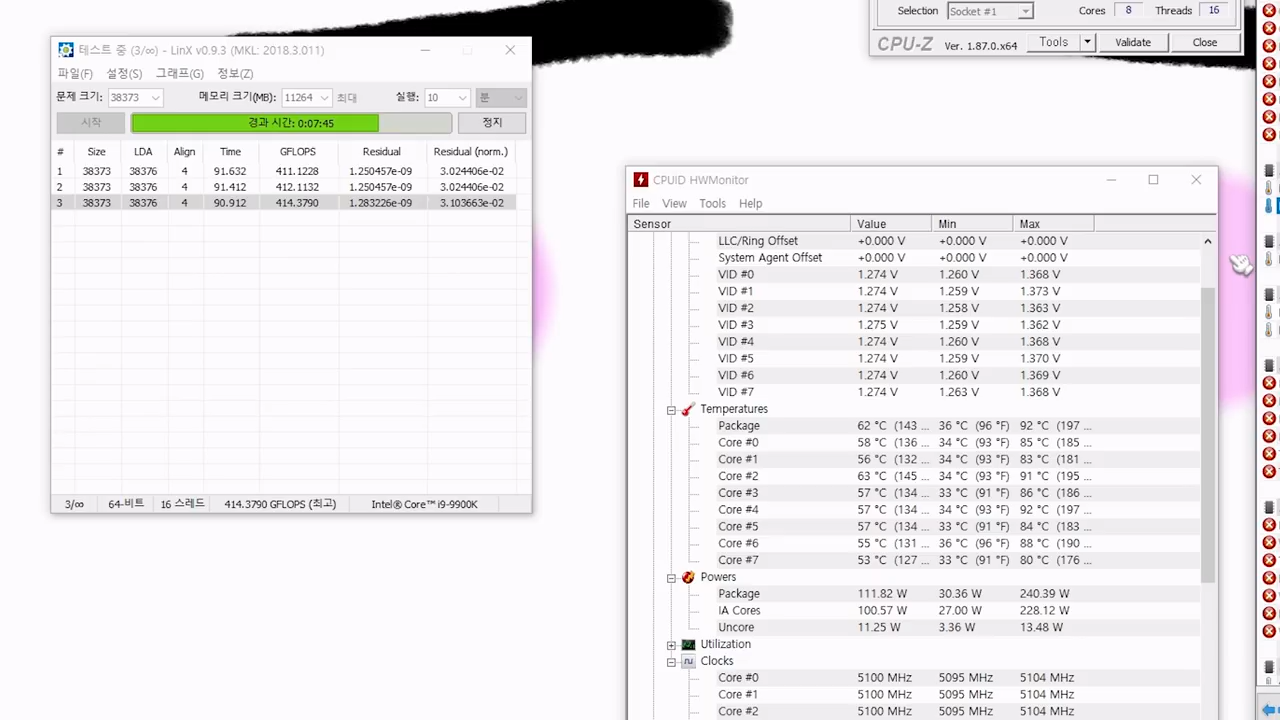 테스트 중 (3/∞) - LinX v0.9.3 (MKL: 2018.3.011)
파일(F) 설정(S) 그래프(G) 정보(Z)
문제 크기: 38373 메모리 크기(MB): 11264 최대 실행: 10 분
시작 경과 시간: 0:07:45 정지
# Size LDA Align Time GFLOPS Residual Residual (norm.)
1 38373 38376 4 91.632 411.1228 1.250457e-09 3.024406e-02
2 38373 38376 4 91.412 412.1132 1.250457e-09 3.024406e-02
3 38373 38376 4 90.912 414.3790 1.283226e-09 3.103663e-02
3/∞ 64-비트 16 스레드 414.3790 GFLOPS (최고) Intel® Core™ i9-9900K
Selection Socket #1 Cores 8 Threads 16
CPU-Z Ver. 1.87.0.x64 Tools Validate Close
CPUID HWMonitor
File View Tools Help
Sensor Value Min Max
LLC/Ring Offset +0.000 V +0.000 V +0.000 V
System Agent Offset +0.000 V +0.000 V +0.000 V
VID #0 1.274 V 1.260 V 1.368 V
VID #1 1.274 V 1.259 V 1.373 V
VID #2 1.274 V 1.258 V 1.363 V
VID #3 1.275 V 1.259 V 1.362 V
VID #4 1.274 V 1.260 V 1.368 V
VID #5 1.274 V 1.259 V 1.370 V
VID #6 1.274 V 1.260 V 1.369 V
VID #7 1.274 V 1.263 V 1.368 V
Temperatures
Package 62 °C (143 ... 36 °C (96 °F) 92 °C (197 ...
Core #0 58 °C (136 ... 34 °C (93 °F) 85 °C (185 ...
Core #1 56 °C (132 ... 34 °C (93 °F) 83 °C (181 ...
Core #2 63 °C (145 ... 34 °C (93 °F) 91 °C (195 ...
Core #3 57 °C (134 ... 33 °C (91 °F) 86 °C (186 ...
Core #4 57 °C (134 ... 34 °C (93 °F) 92 °C (197 ...
Core #5 57 °C (134 ... 33 °C (91 °F) 84 °C (183 ...
Core #6 55 °C (131 ... 36 °C (96 °F) 88 °C (190 ...
Core #7 53 °C (127 ... 33 °C (91 °F) 80 °C (176 ...
Powers
Package 111.82 W 30.36 W 240.39 W
IA Cores 100.57 W 27.00 W 228.12 W
Uncore 11.25 W 3.36 W 13.48 W
Utilization
Clocks
Core #0 5100 MHz 5095 MHz 5104 MHz
Core #1 5100 MHz 5095 MHz 5104 MHz
Core #2 5100 MHz 5095 MHz 5104 MHz